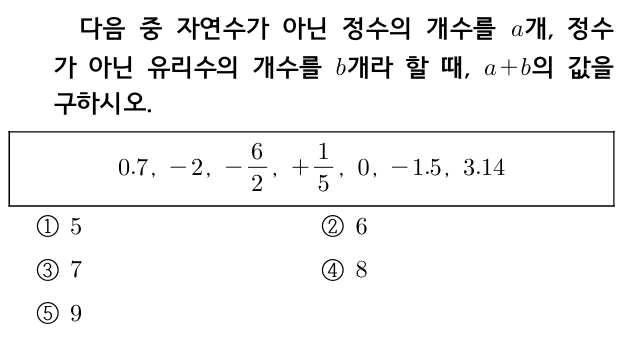 다음 중 자연수가 아닌 정수의 개수를 a개, 정수
가 아닌 유리수의 개수를 b개라 할 때, a+b의 값을
구하시오.
0.7, −2, −6/2, +1/5, 0, −1.5, 3.14
① 5 ② 6
③ 7 ④ 8
⑤ 9